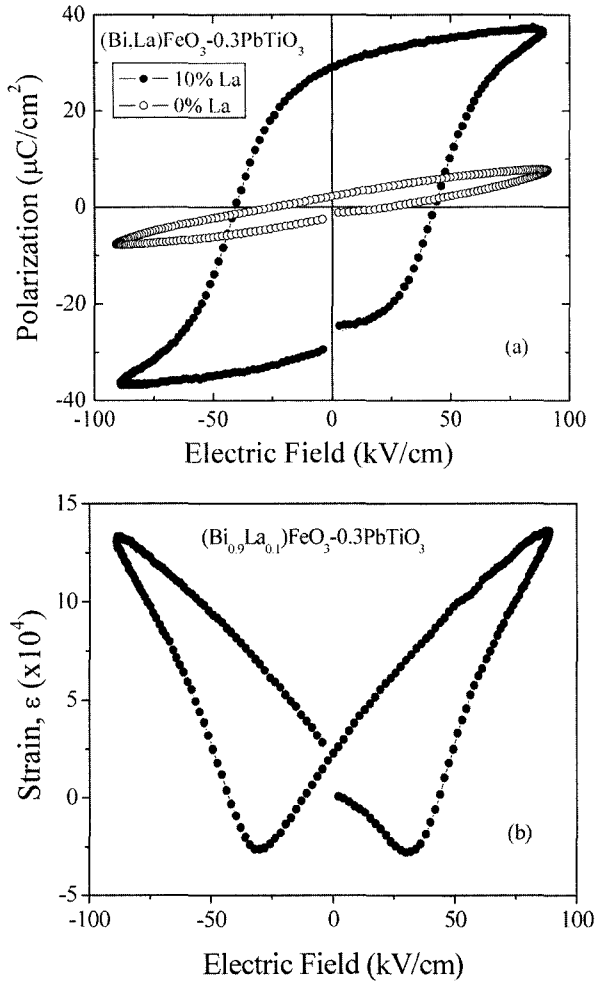 (Bi,La)FeO₃-0.3PbTiO₃
10% La
0% La
Polarization (μC/cm²)
40
20
0
-20
-40
(a)
-100 -50 0 50 100
Electric Field (kV/cm)
(Bi₀.₉La₀.₁)FeO₃-0.3PbTiO₃
Strain, ε (x10⁴)
15
10
5
0
-5
(b)
-100 -50 0 50 100
Electric Field (kV/cm)